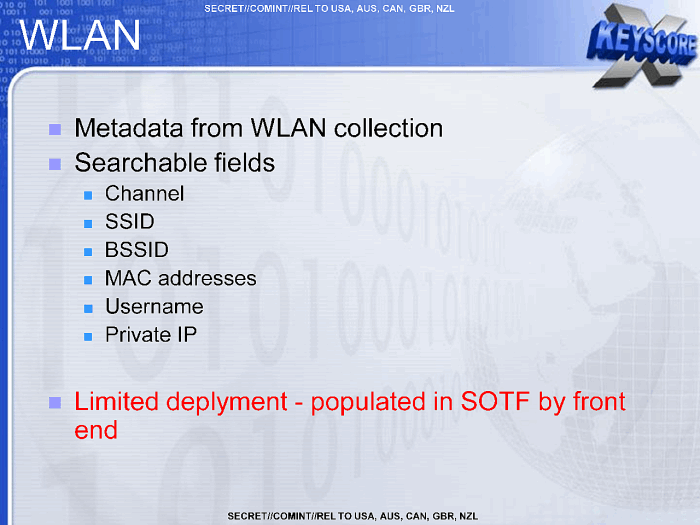 SECRET//COMINT//REL TO USA, AUS, CAN, GBR, NZL
WLAN
X
KEYSCORE
Metadata from WLAN collection
Searchable fields
Channel
SSID
BSSID
MAC addresses
Username
Private IP
Limited deplyment - populated in SOTF by front
end
SECRET//COMINT//REL TO USA, AUS, CAN, GBR, NZL